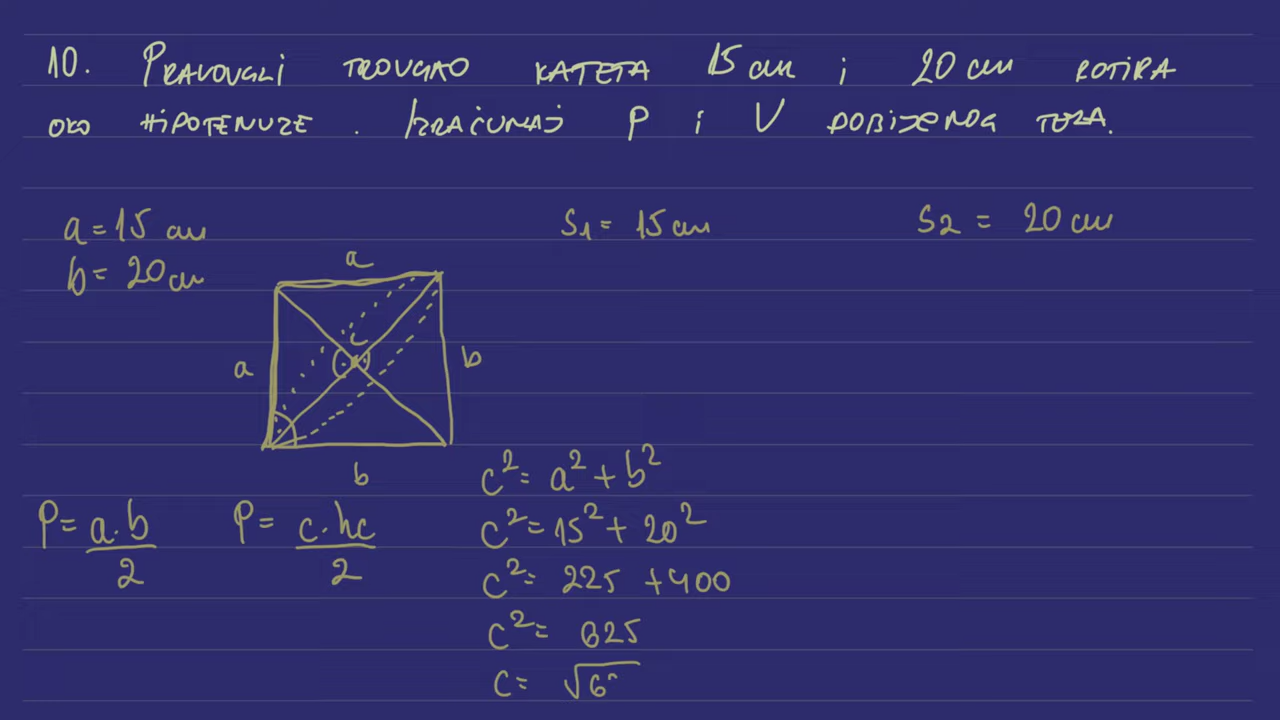 10. PRAVOUGLi TROUGAO KATETA 15 cm i 20 cm ROTIRA
OKO HIPOTENUZE. IZRAČUNAJ P i V DOBIJENOG TELA.
a = 15 cm
b = 20 cm
S1 = 15 cm
S2 = 20 cm
a
c
a
b
b
P = a·b/2
P = c·hc/2
c² = a² + b²
c² = 15² + 20²
c² = 225 + 400
c² = 625
c = √6